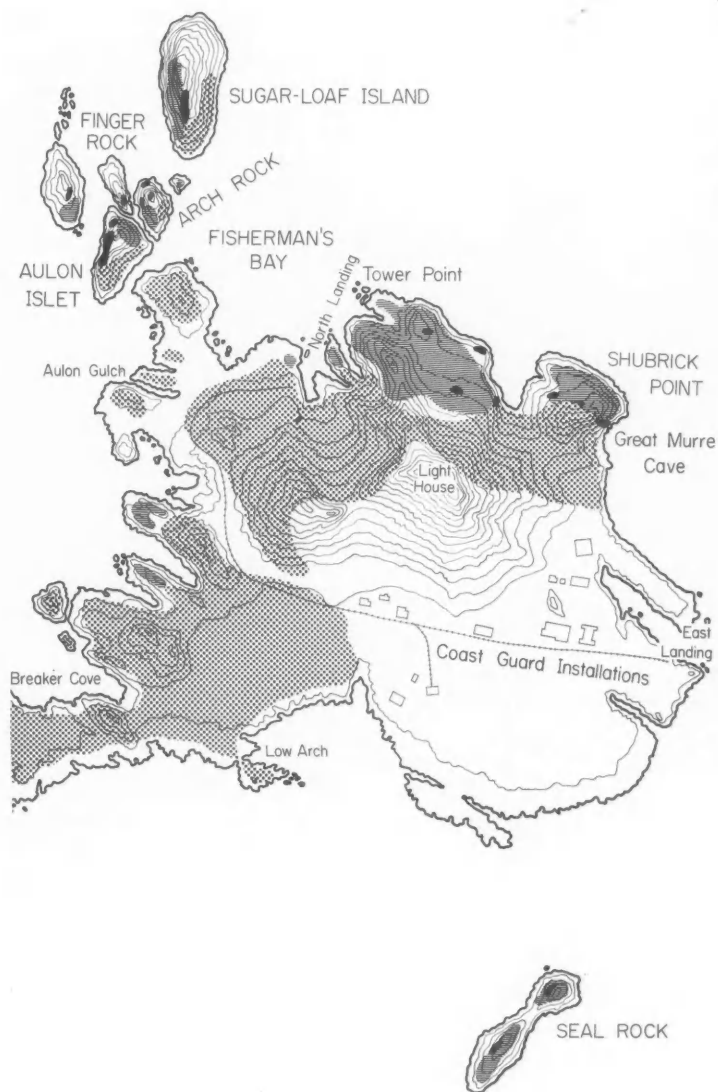 SUGAR-LOAF ISLAND
FINGER
ROCK
ARCH ROCK
FISHERMAN'S
BAY
AULON
ISLET
North Landing
Tower Point
Aulon Gulch
SHUBRICK
POINT
Great Murre
Cave
Light
House
East
Landing
Coast Guard Installations
Breaker Cove
Low Arch
SEAL ROCK